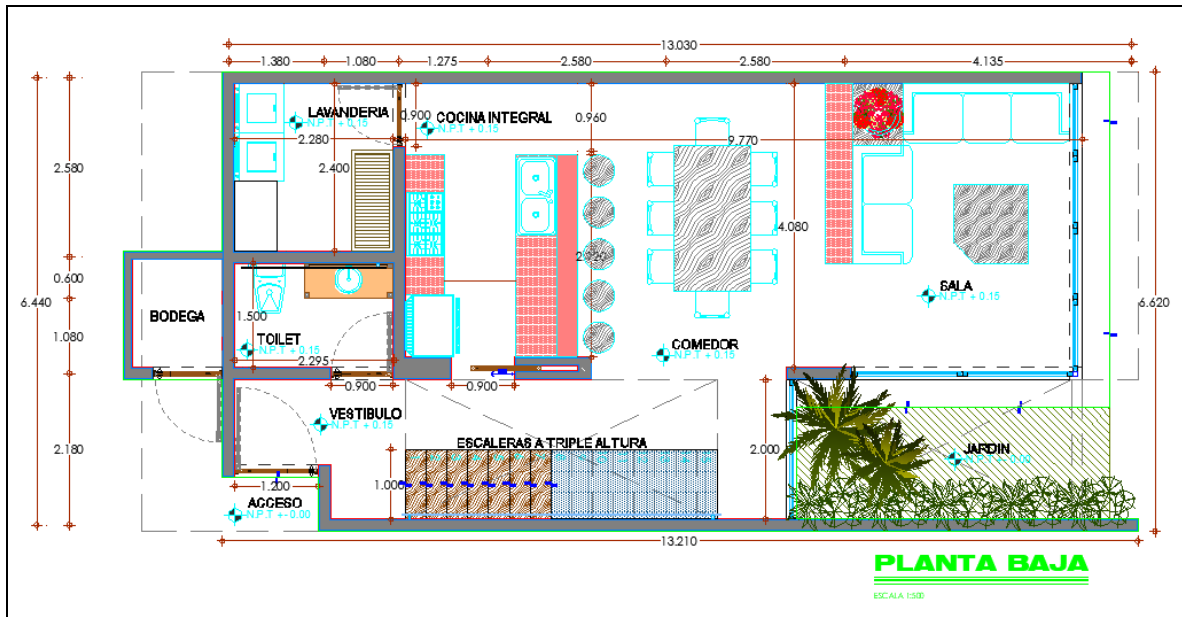 13.030
1.380
1.080
1.275
2.580
2.580
4.135
LAVANDERIA
N.P.T + 0.15
COCINA INTEGRAL
N.P.T + 0.15
0.900
0.960
2.280
9.770
2.400
2.580
4.080
0.600
6.440
BODEGA
1.500
SALA
N.P.T + 0.15
6.620
1.080
TOILET
N.P.T + 0.15
COMEDOR
N.P.T + 0.15
2.295
0.900
0.900
VESTIBULO
N.P.T + 0.15
2.180
ESCALERAS A TRIPLE ALTURA
2.000
JARDIN
N.P.T +-0.00
1.200
1.000
ACCESO
N.P.T +-0.00
13.210
PLANTA BAJA
ESCALA 1:500